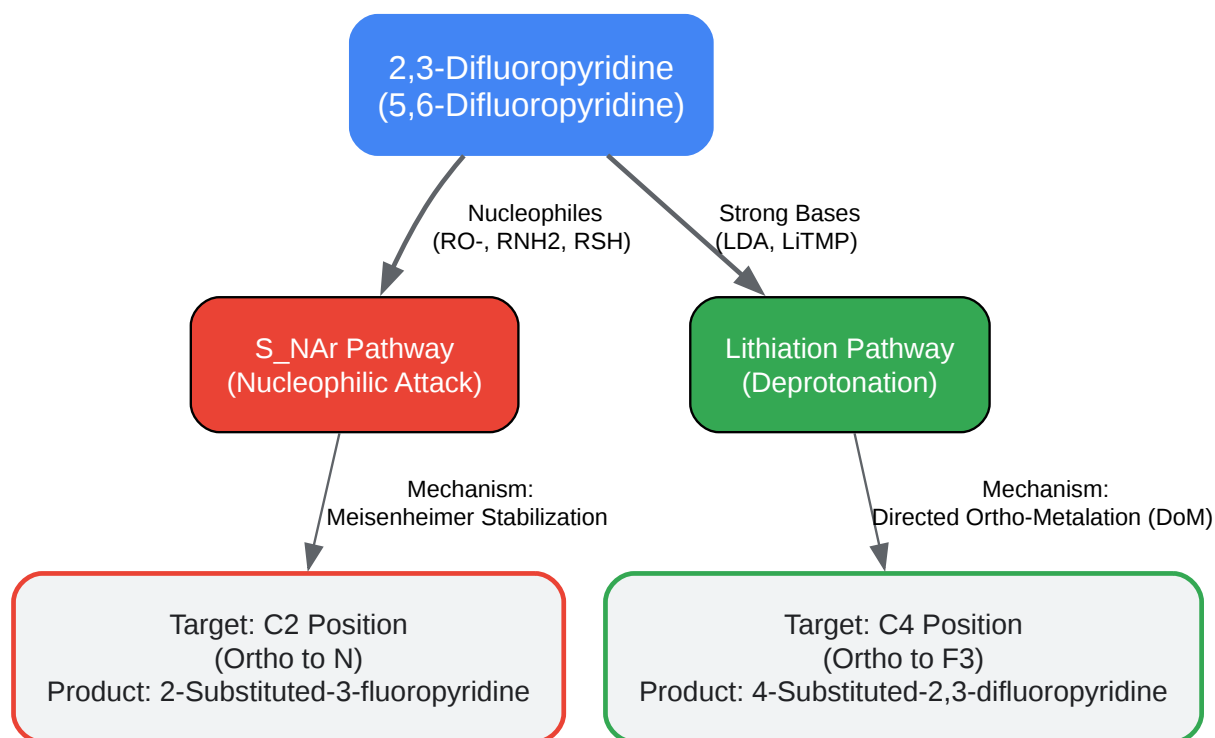 2,3-Difluoropyridine
(5,6-Difluoropyridine)
Nucleophiles
(RO-, RNH2, RSH)
Strong Bases
(LDA, LiTMP)
S_NAr Pathway
(Nucleophilic Attack)
Lithiation Pathway
(Deprotonation)
Mechanism:
Meisenheimer Stabilization
Mechanism:
Directed Ortho-Metalation (DoM)
Target: C2 Position
(Ortho to N)
Product: 2-Substituted-3-fluoropyridine
Target: C4 Position
(Ortho to F3)
Product: 4-Substituted-2,3-difluoropyridine